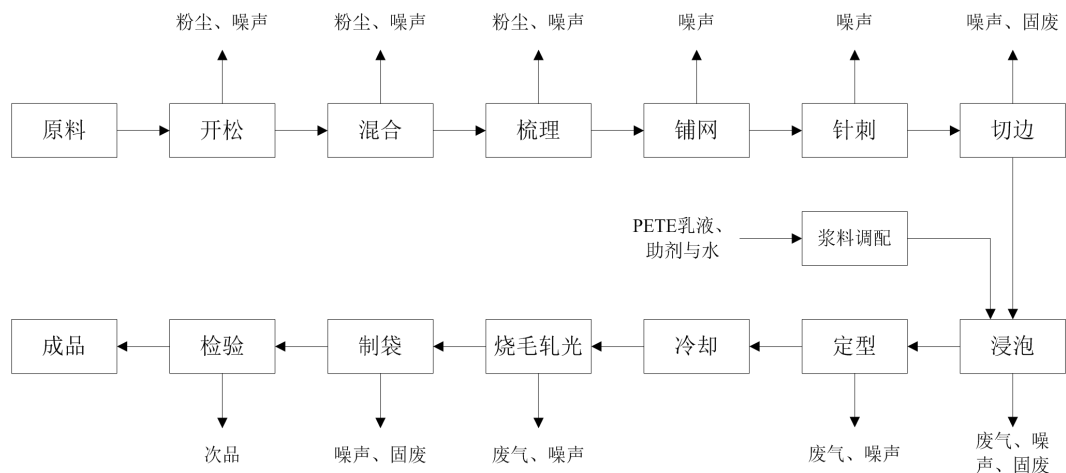 粉尘、噪声
粉尘、噪声
粉尘、噪声
噪声
噪声
噪声、固废
原料
开松
混合
梳理
铺网
针刺
切边
PETE乳液、
助剂与水
浆料调配
成品
检验
制袋
烧毛轧光
冷却
定型
浸泡
次品
噪声、固废
废气、噪声
废气、噪声
废气、噪
声、固废